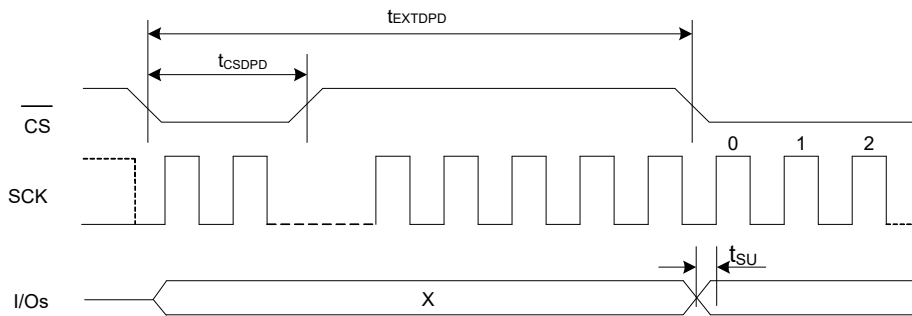 tEXTDPD
tCSDPD
CS
0 1 2
SCK
tSU
I/Os X